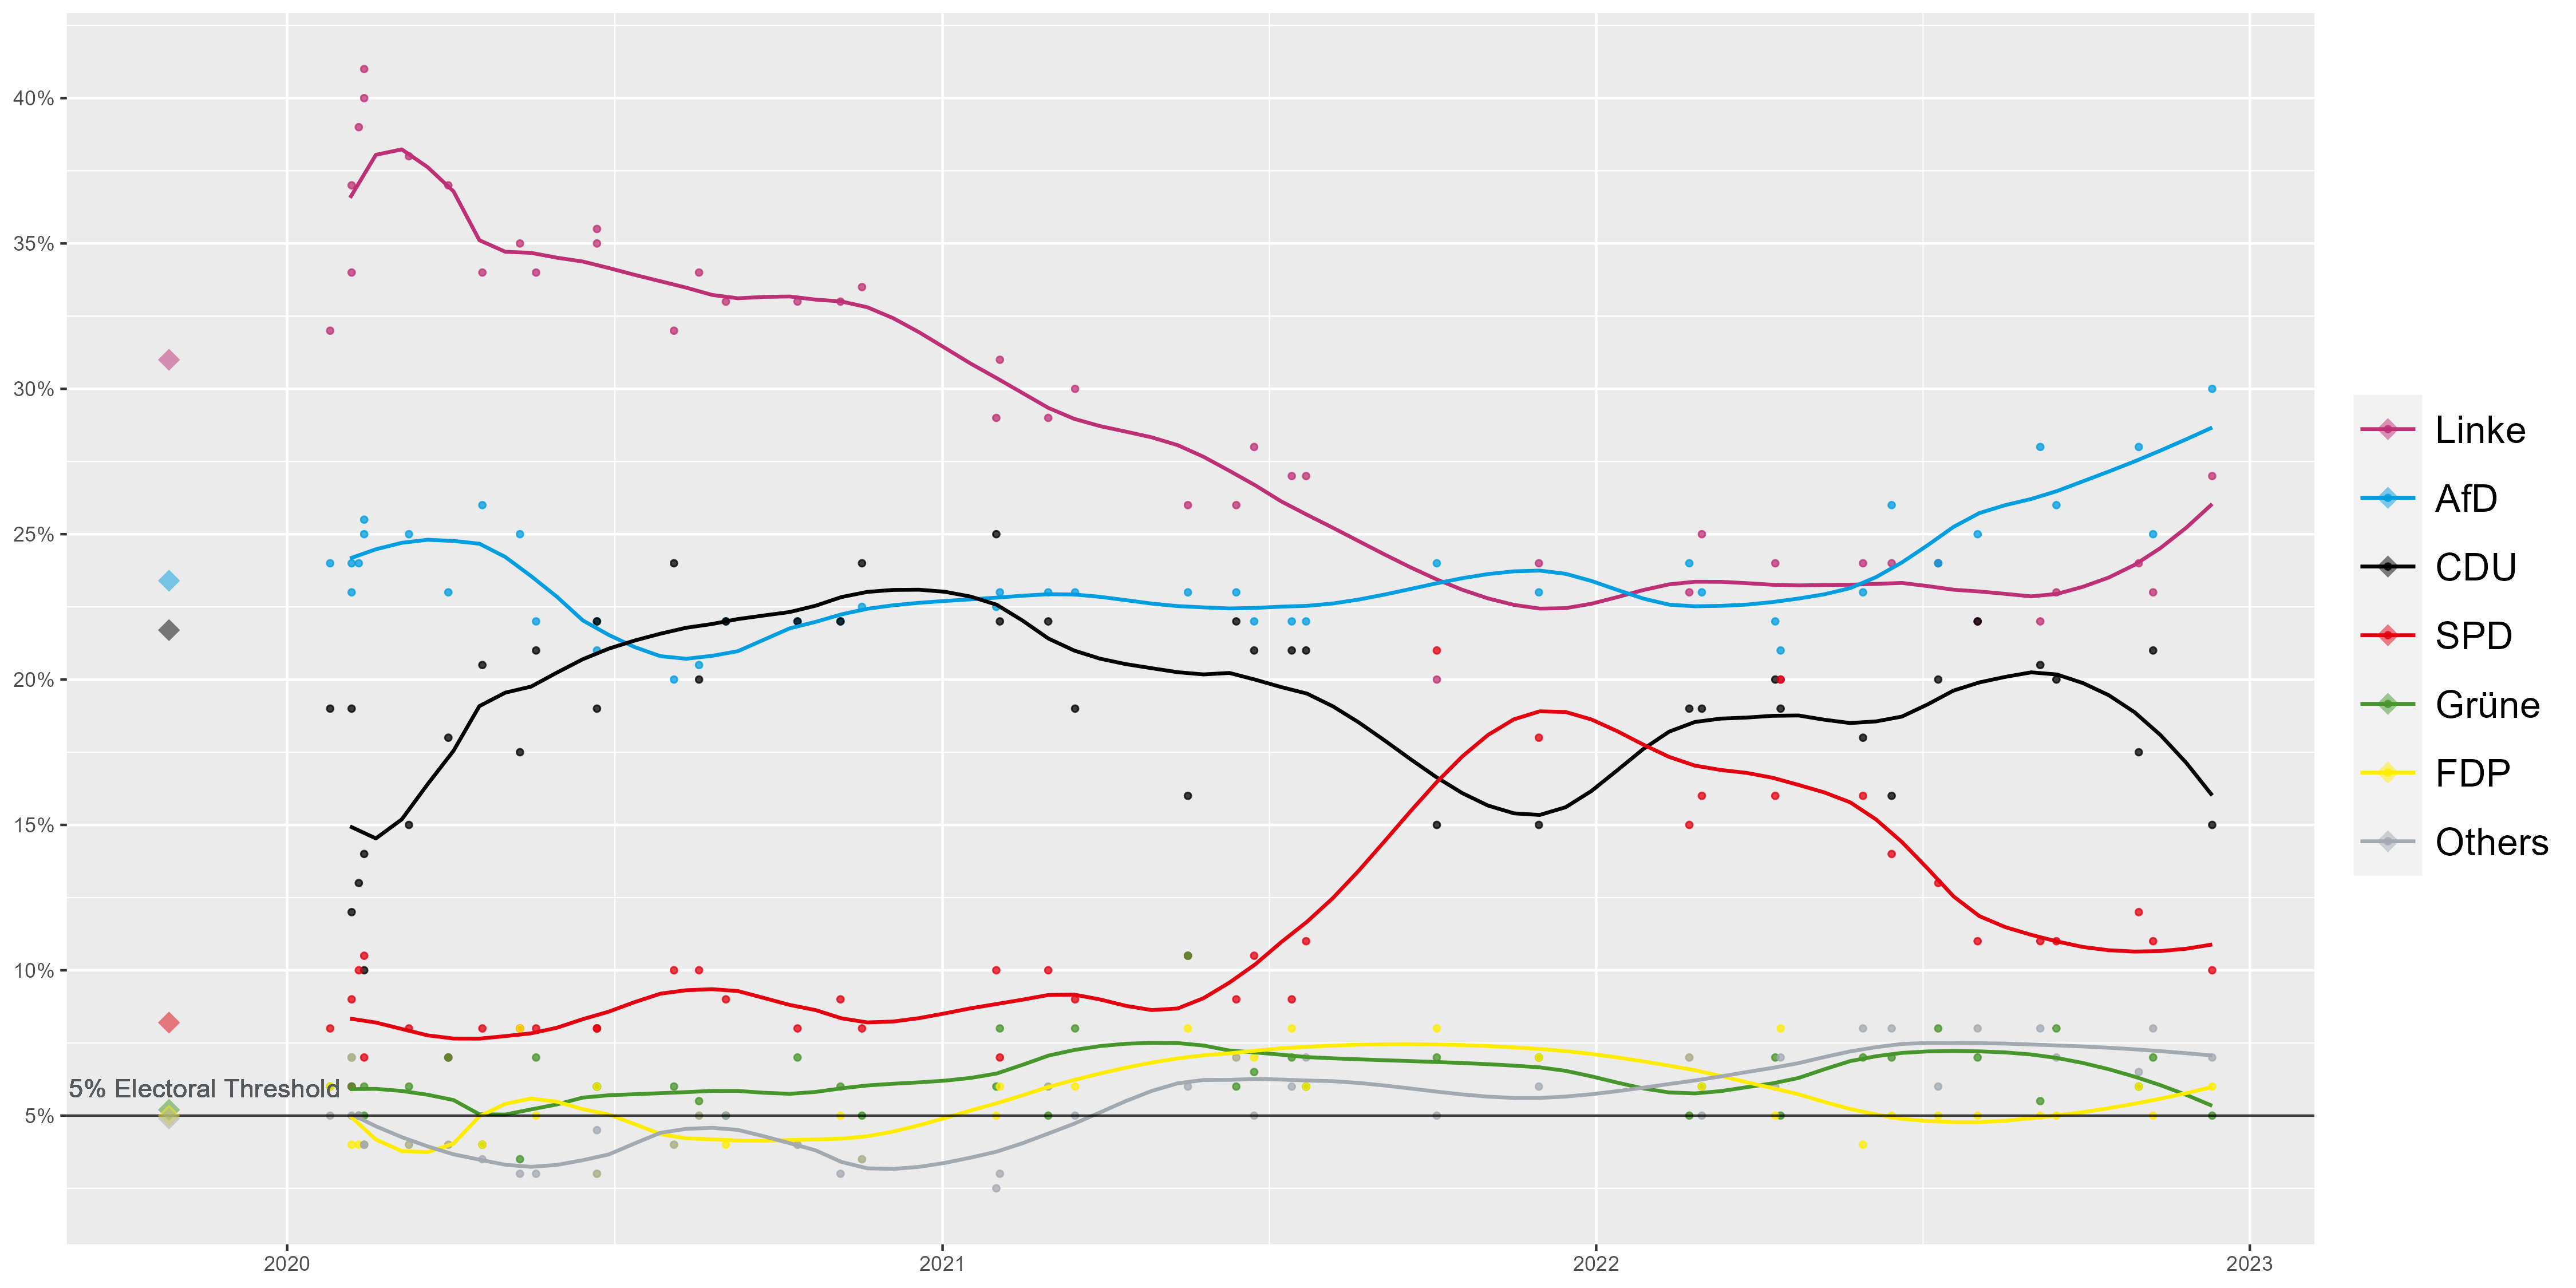 40%
35%
30%
25%
20%
15%
10%
5%
5% Electoral Threshold
2020
2021
2022
2023
Linke
AfD
CDU
SPD
Grüne
FDP
Others